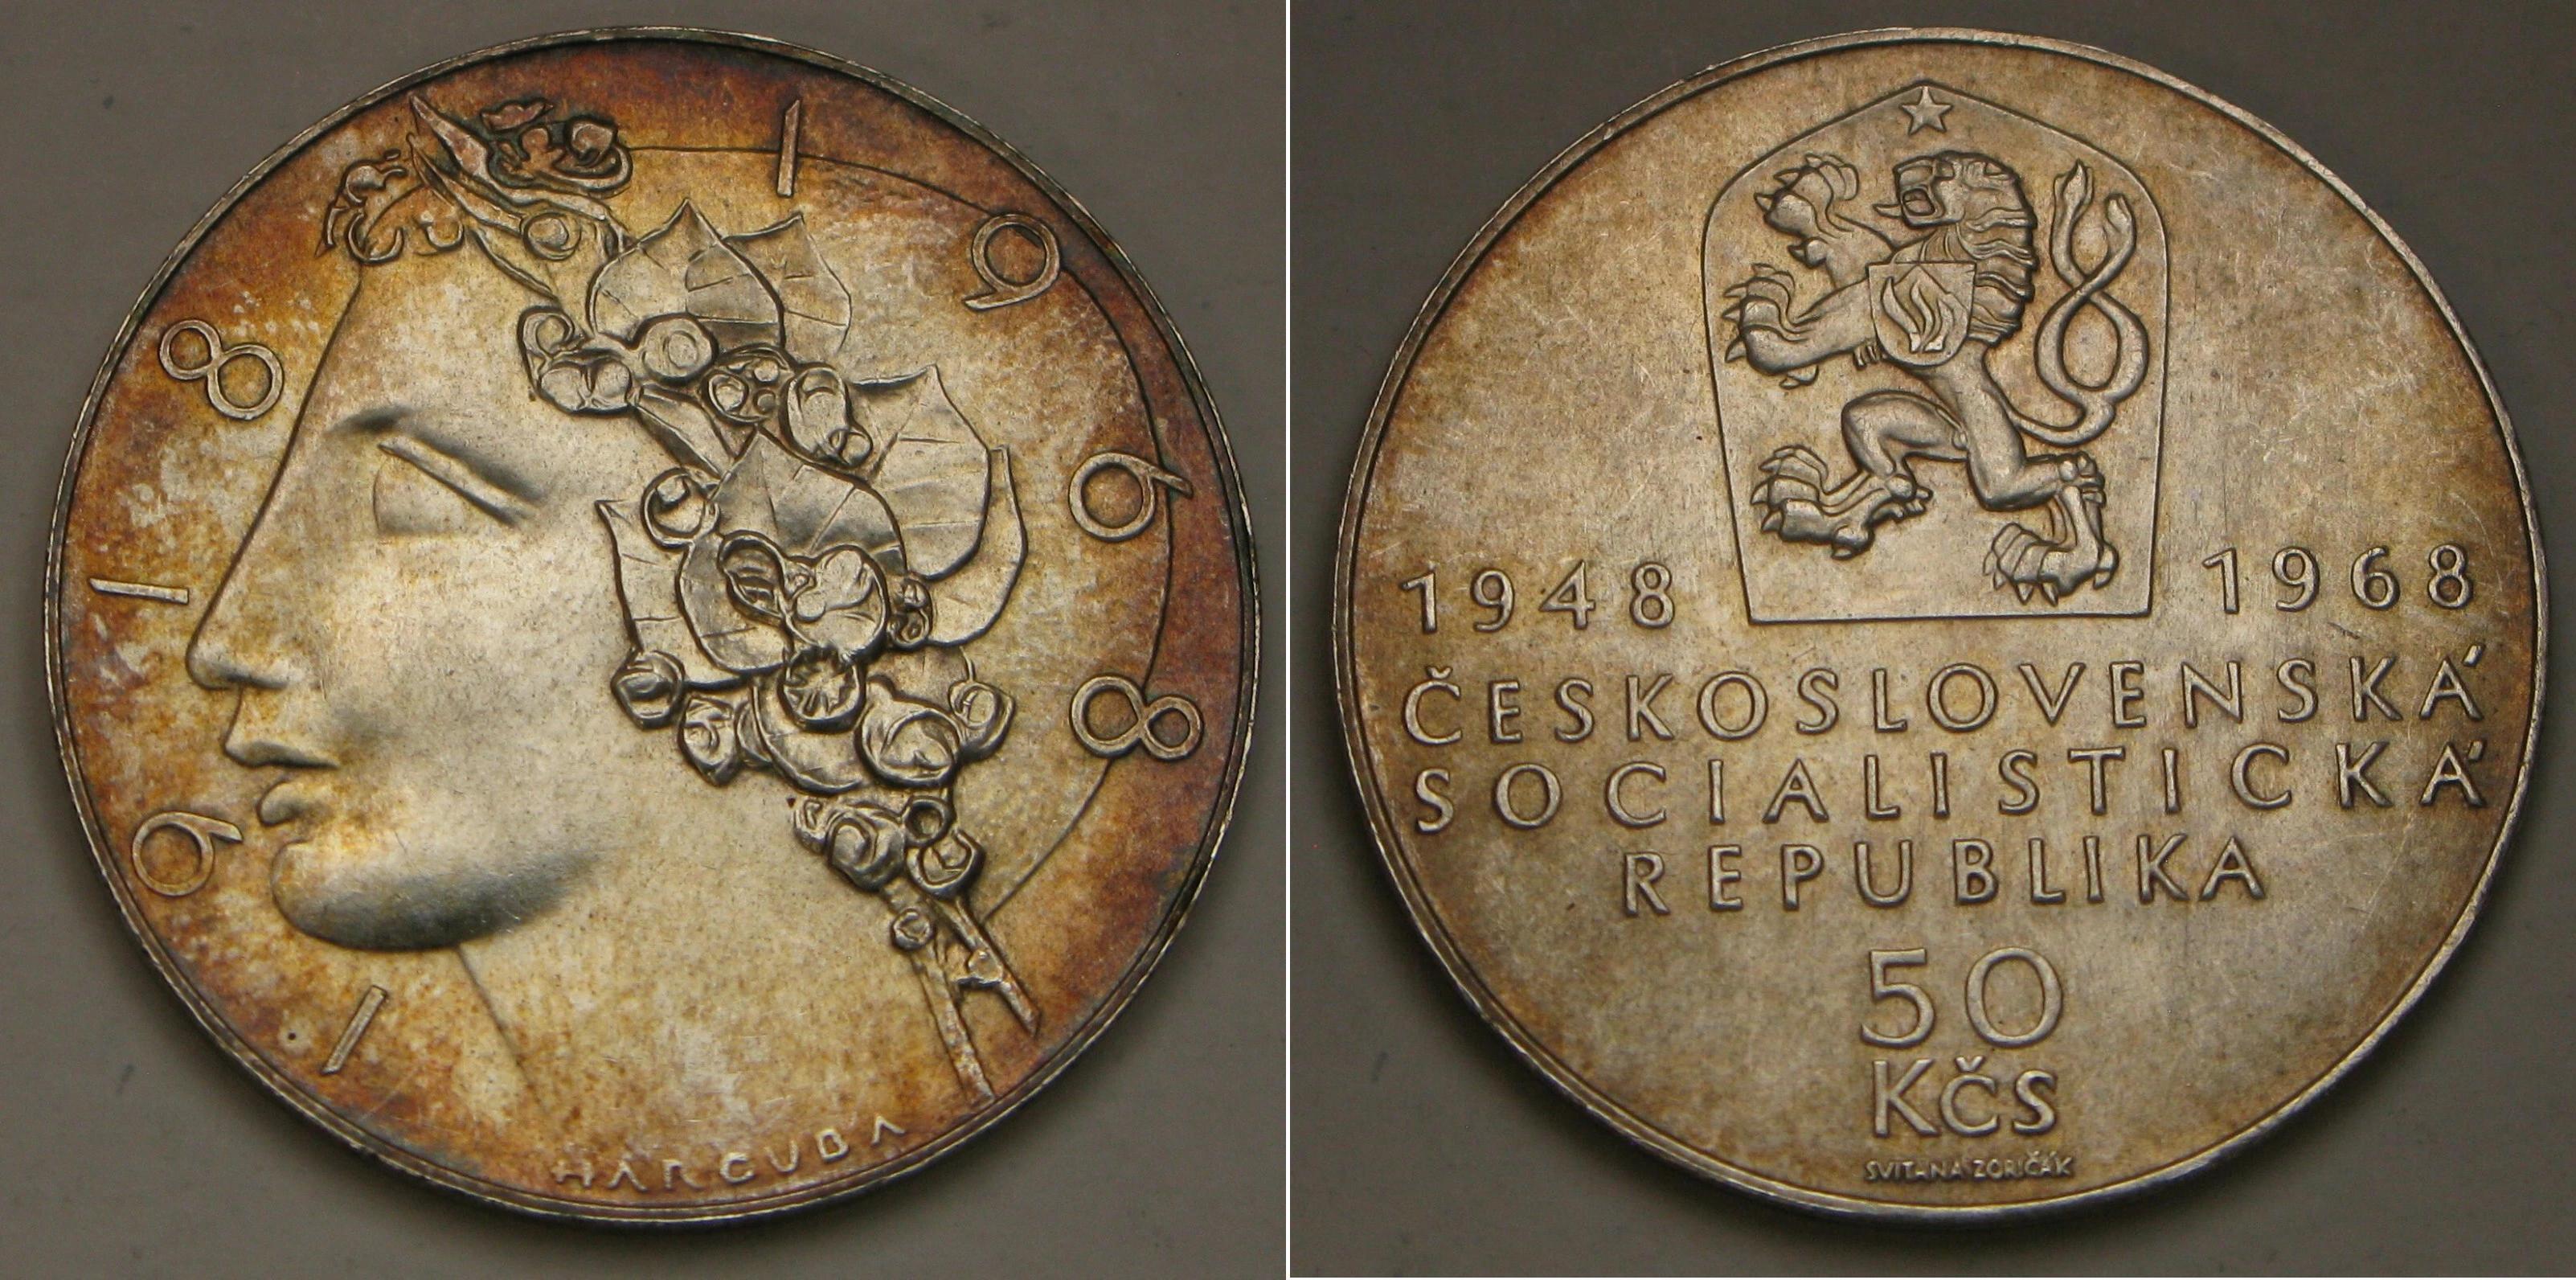 1918
1968
HARCUBA
1948 1968
ČESKOSLOVENSKÁ
SOCIALISTICKÁ
REPUBLIKA
50
KČS
SVITANA ZORIČÁK